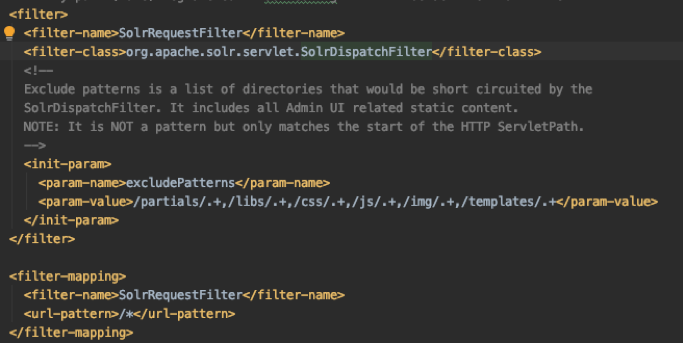 <filter>
<filter-name>SolrRequestFilter</filter-name>
<filter-class>org.apache.solr.servlet.SolrDispatchFilter</filter-class>
<!--
Exclude patterns is a list of directories that would be short circuited by the
SolrDispatchFilter. It includes all Admin UI related static content.
NOTE: It is NOT a pattern but only matches the start of the HTTP ServletPath.
-->
<init-param>
<param-name>excludePatterns</param-name>
<param-value>/partials/.+,/libs/.+,/css/.+,/js/.+,/img/.+,/templates/.+</param-value>
</init-param>
</filter>
<filter-mapping>
<filter-name>SolrRequestFilter</filter-name>
<url-pattern>/*</url-pattern>
</filter-mapping>